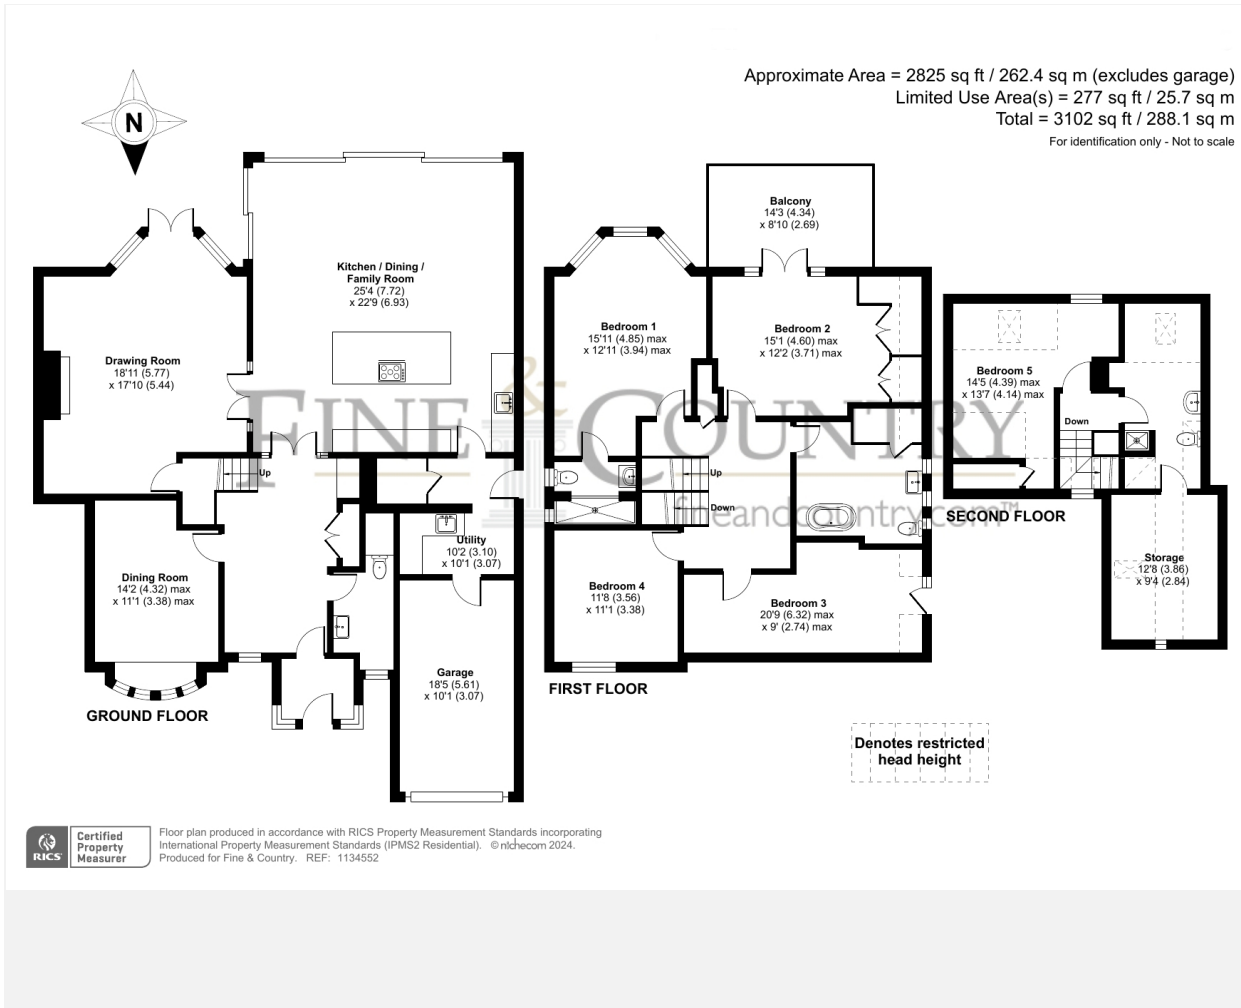 Approximate Area = 2825 sq ft / 262.4 sq m (excludes garage)
Limited Use Area(s) = 277 sq ft / 25.7 sq m
Total = 3102 sq ft / 288.1 sq m
For identification only - Not to scale
N
Kitchen / Dining /
Family Room
25'4 (7.72)
x 22'9 (6.93)
Drawing Room
18'11 (5.77)
x 17'10 (5.44)
Up
Dining Room
14'2 (4.32) max
x 11'1 (3.38) max
Utility
10'2 (3.10)
x 10'1 (3.07)
Garage
18'5 (5.61)
x 10'1 (3.07)
GROUND FLOOR
Balcony
14'3 (4.34)
x 8'10 (2.69)
Bedroom 1
15'11 (4.85) max
x 12'11 (3.94) max
Bedroom 2
15'1 (4.60) max
x 12'2 (3.71) max
Up
Down
Bedroom 4
11'8 (3.56)
x 11'1 (3.38)
Bedroom 3
20'9 (6.32) max
x 9' (2.74) max
FIRST FLOOR
Bedroom 5
14'5 (4.39) max
x 13'7 (4.14) max
Down
SECOND FLOOR
Storage
12'8 (3.86)
x 9'4 (2.84)
FINE & COUNTRY
fineandcountry.com™
Denotes restricted
head height
RICS
Certified
Property
Measurer
Floor plan produced in accordance with RICS Property Measurement Standards incorporating
International Property Measurement Standards (IPMS2 Residential). © nichecom 2024.
Produced for Fine & Country. REF: 1134552